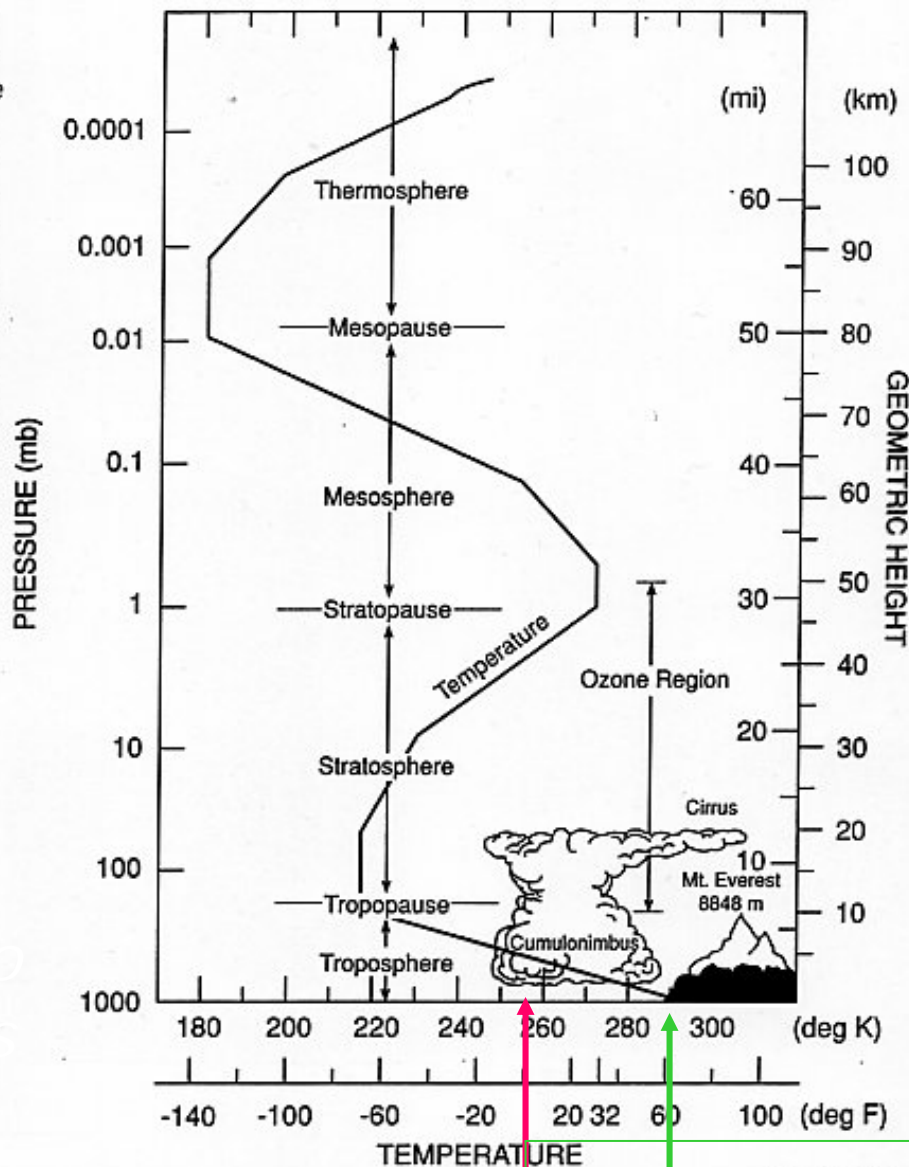 e
(mi)
(km)
0.0001
100
Thermosphere
60
0.001
90
Mesopause
50
80
0.01
70
0.1
40
Mesosphere
60
50
Stratopause
30
1
Temperature
Ozone Region
40
20
10
30
Stratosphere
Cirrus
20
10
100
Mt. Everest
8848 m
Tropopause
10
Cumulonimbus
Troposphere
1000
180 200 220 240 260 280 300 (deg K)
-140 -100 -60 -20 20 32 60 100 (deg F)
TEMPERATURE
PRESSURE (mb)
GEOMETRIC HEIGHT